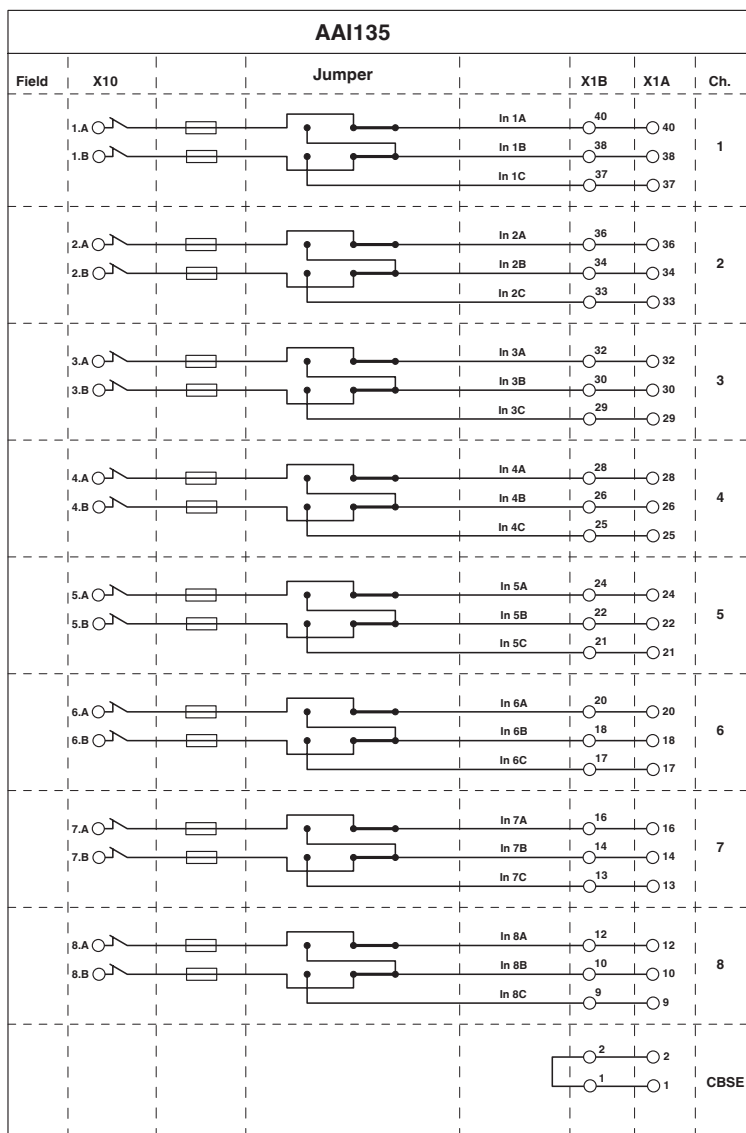 AAI135
Field X10 Jumper X1B X1A Ch.
1.A In 1A 40 40
1.B In 1B 38 38 1
In 1C 37 37
2.A In 2A 36 36
2.B In 2B 34 34 2
In 2C 33 33
3.A In 3A 32 32
3.B In 3B 30 30 3
In 3C 29 29
4.A In 4A 28 28
4.B In 4B 26 26 4
In 4C 25 25
5.A In 5A 24 24
5.B In 5B 22 22 5
In 5C 21 21
6.A In 6A 20 20
6.B In 6B 18 18 6
In 6C 17 17
7.A In 7A 16 16
7.B In 7B 14 14 7
In 7C 13 13
8.A In 8A 12 12
8.B In 8B 10 10 8
In 8C 9 9
2 2
1 1 CBSE